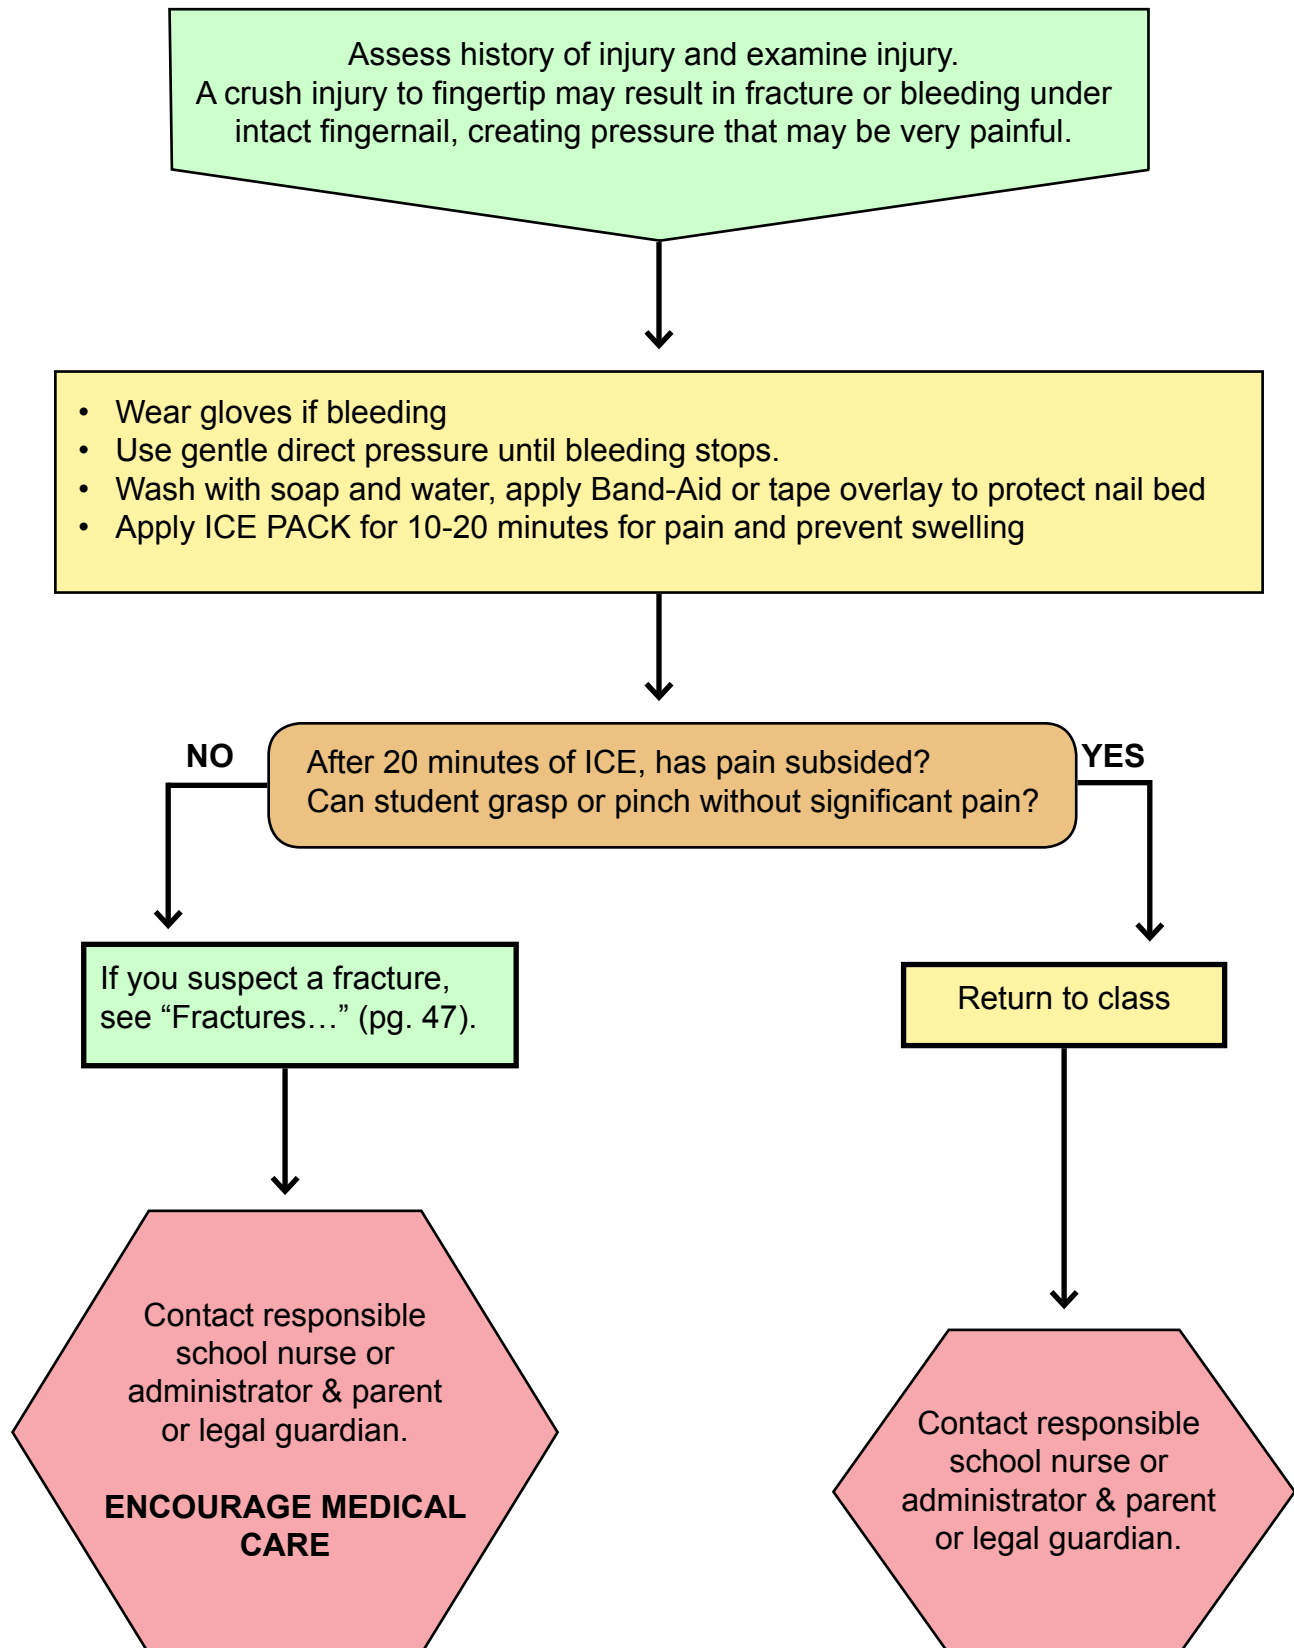 Assess history of injury and examine injury.
A crush injury to fingertip may result in fracture or bleeding under
intact fingernail, creating pressure that may be very painful.
• Wear gloves if bleeding
• Use gentle direct pressure until bleeding stops.
• Wash with soap and water, apply Band-Aid or tape overlay to protect nail bed
• Apply ICE PACK for 10-20 minutes for pain and prevent swelling
NO
After 20 minutes of ICE, has pain subsided?
Can student grasp or pinch without significant pain?
YES
If you suspect a fracture,
see “Fractures…” (pg. 47).
Return to class
Contact responsible
school nurse or
administrator & parent
or legal guardian.
ENCOURAGE MEDICAL
CARE
Contact responsible
school nurse or
administrator & parent
or legal guardian.